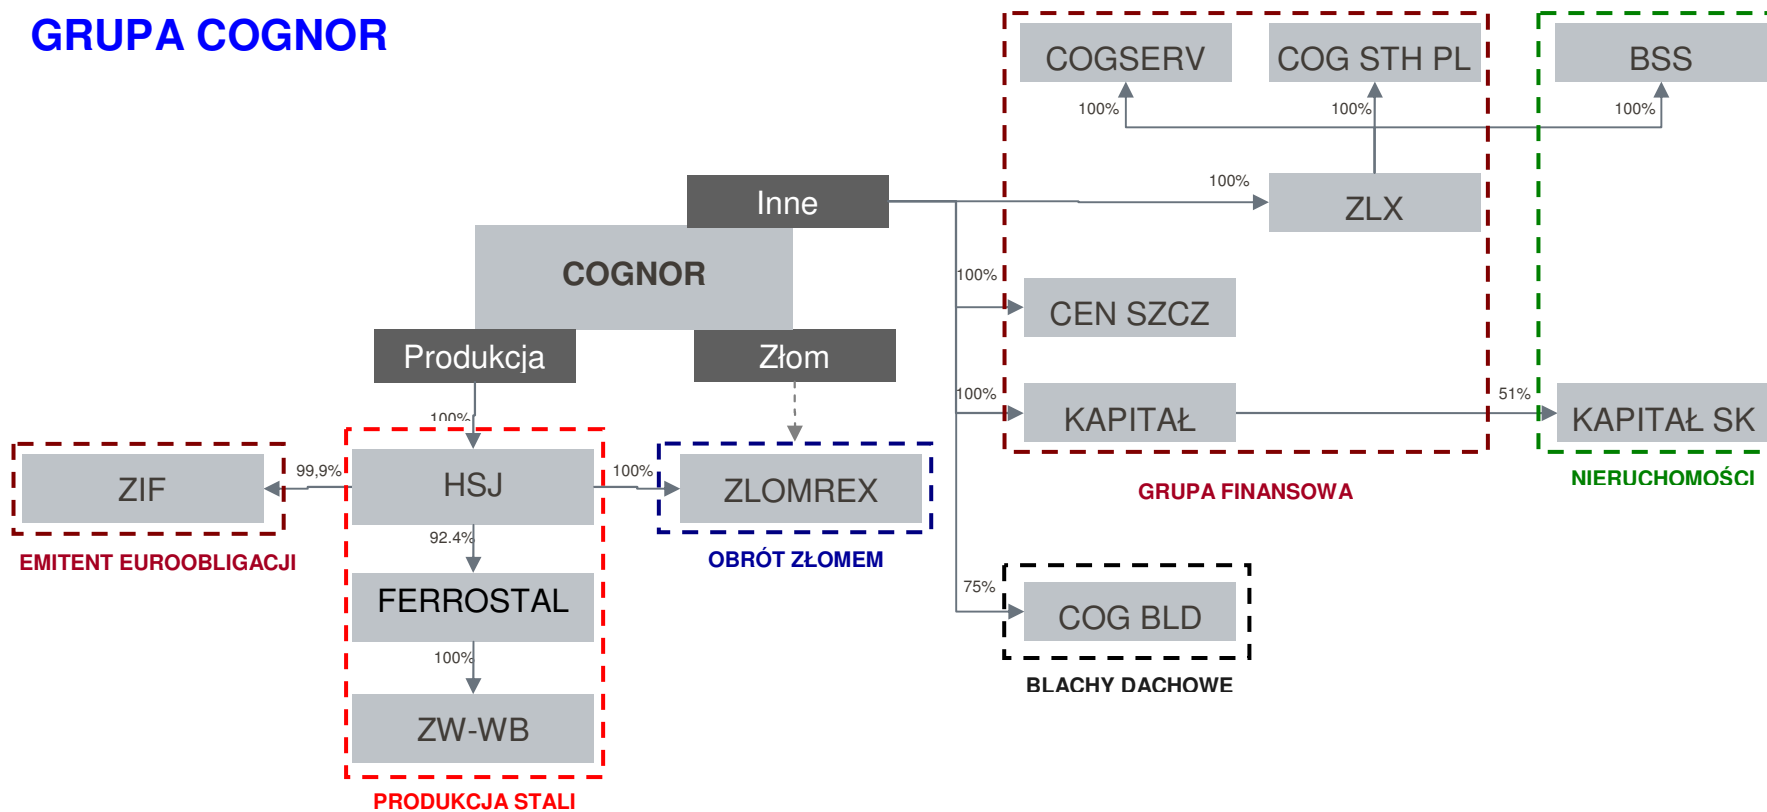 GRUPA COGNOR
COGSERV
COG STH PL
BSS
100%
100%
100%
Inne
100%
ZLX
COGNOR
100%
CEN SZCZ
Produkcja
Złom
100%
KAPITAŁ
51%
KAPITAŁ SK
100%
ZIF
99,9%
HSJ
100%
ZLOMREX
GRUPA FINANSOWA
NIERUCHOMOŚCI
EMITENT EUROOBLIGACJI
92.4%
OBRÓT ZŁOMEM
FERROSTAL
75%
COG BLD
100%
BLACHY DACHOWE
ZW-WB
PRODUKCJA STALI